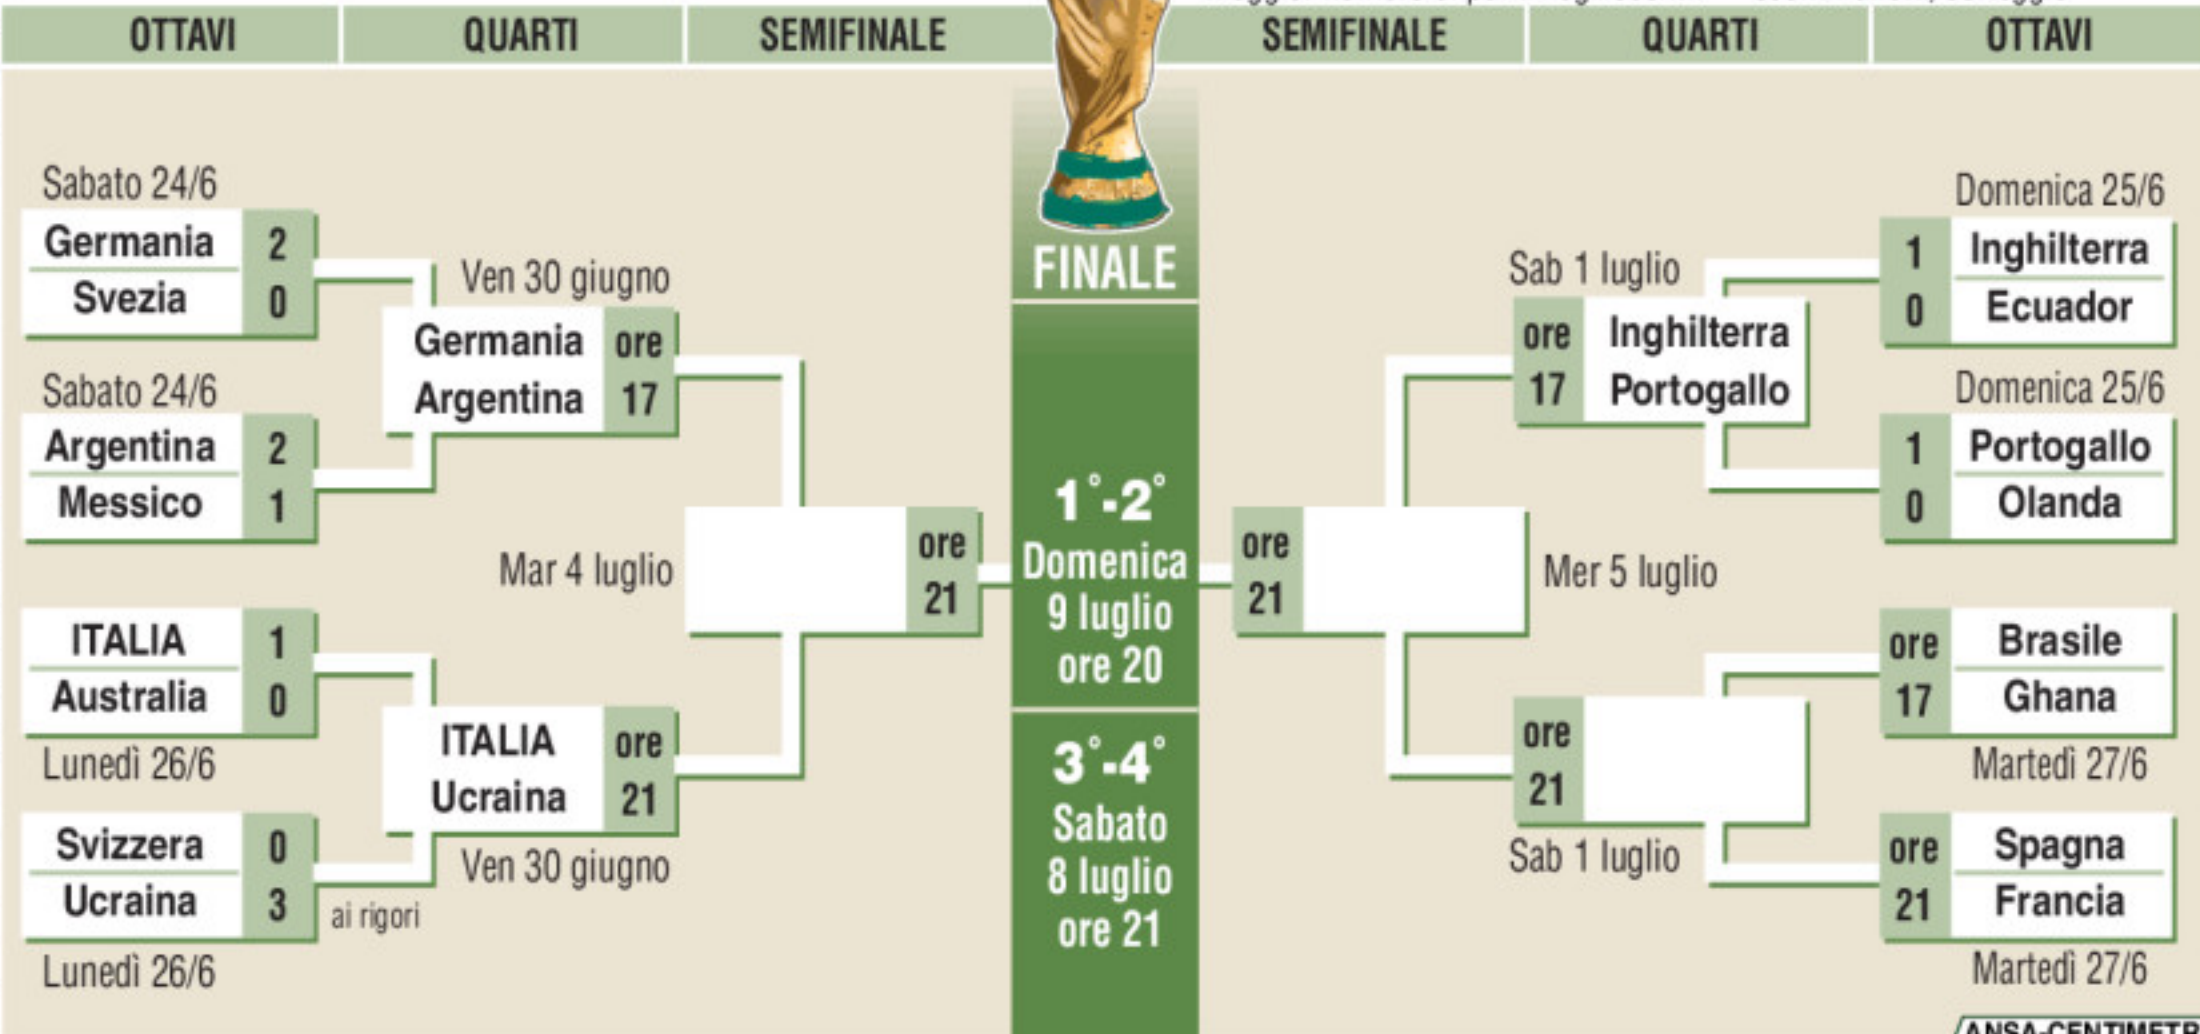 OTTAVI
QUARTI
SEMIFINALE
SEMIFINALE
QUARTI
OTTAVI
Sabato 24/6
Germania 2
Svezia 0
Sabato 24/6
Argentina 2
Messico 1
ITALIA 1
Australia 0
Lunedì 26/6
Svizzera 0
Ucraina 3
ai rigori
Lunedì 26/6
Ven 30 giugno
Germania ore
Argentina 17
ITALIA ore
Ucraina 21
Ven 30 giugno
Mar 4 luglio
ore
21
FINALE
1°-2°
Domenica
9 luglio
ore 20
3°-4°
Sabato
8 luglio
ore 21
ore
21
Mer 5 luglio
Sab 1 luglio
ore Inghilterra
17 Portogallo
ore
21
Sab 1 luglio
Domenica 25/6
1 Inghilterra
0 Ecuador
Domenica 25/6
1 Portogallo
0 Olanda
ore Brasile
17 Ghana
Martedì 27/6
ore Spagna
21 Francia
Martedì 27/6
ANSA-CENTIMETR